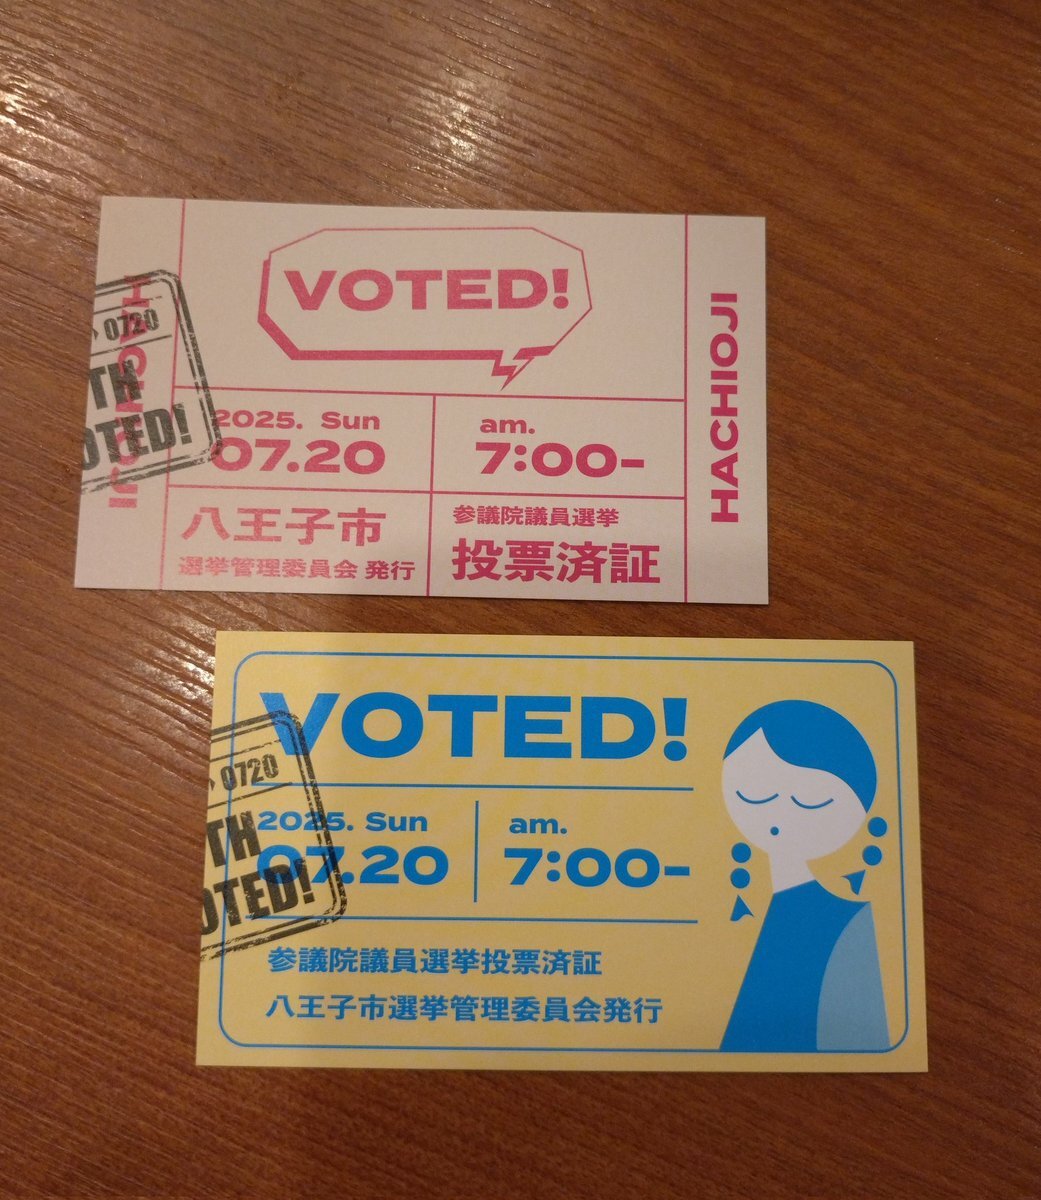 VOTED!
HACHIOJI
0720
TH
OTED!
2025. Sun
07.20
am.
7:00-
八王子市
選挙管理委員会 発行
参議院議員選挙
投票済証
HACHIOJI
VOTED!
0720
TH
OTED!
2025. Sun
07.20
am.
7:00-
参議院議員選挙投票済証
八王子市選挙管理委員会発行